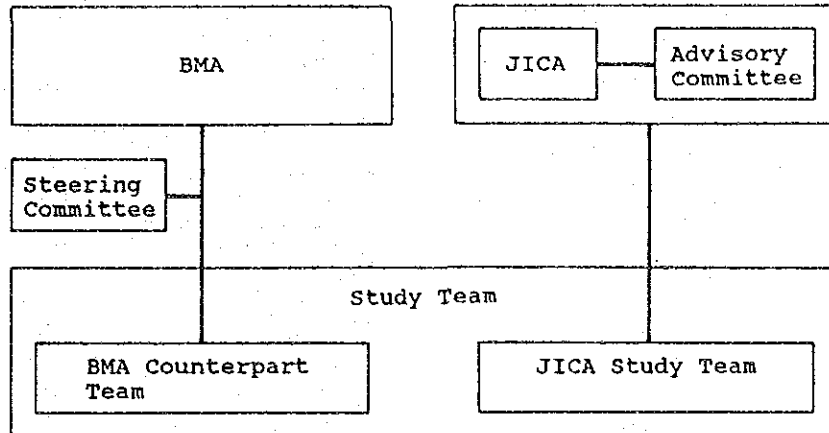 BMA
JICA
Advisory
Committee
Steering
Committee
Study Team
BMA Counterpart
Team
JICA Study Team